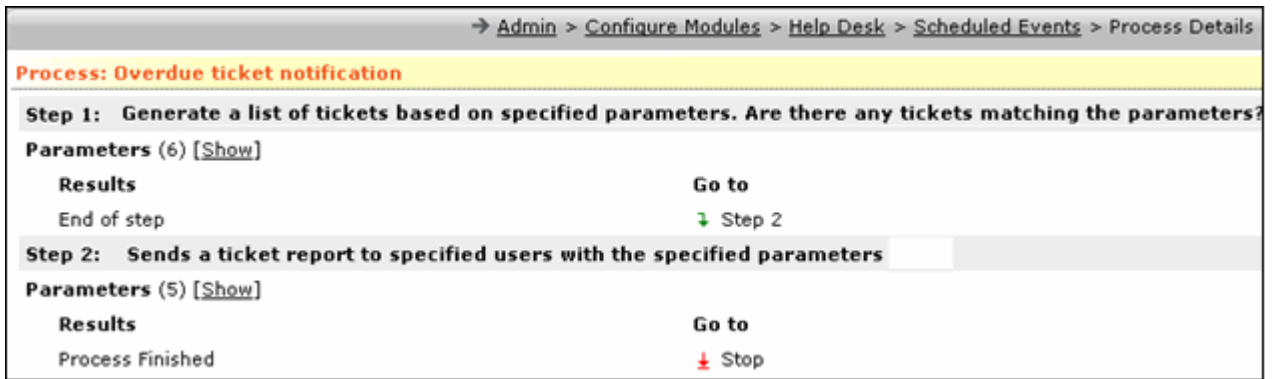 → Admin > Configure Modules > Help Desk > Scheduled Events > Process Details
Process: Overdue ticket notification
Step 1: Generate a list of tickets based on specified parameters. Are there any tickets matching the parameters?
Parameters (6) [Show]
Results Go to
End of step Step 2
Step 2: Sends a ticket report to specified users with the specified parameters
Parameters (5) [Show]
Results Go to
Process Finished Stop